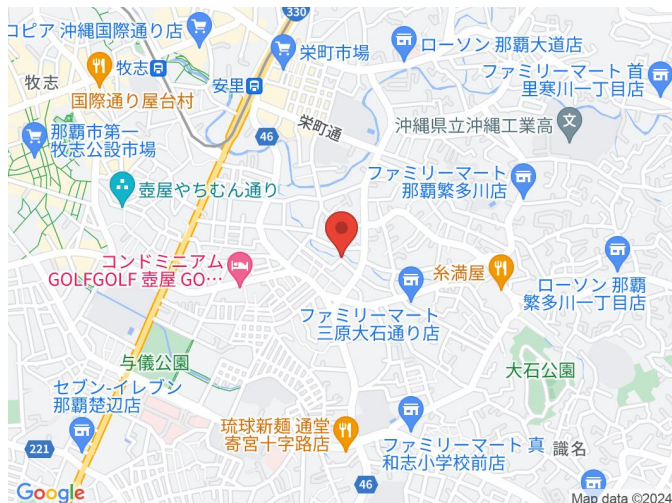 330
コピア 沖縄国際通り店
栄町市場
ローソン 那覇大道店
牧志
牧志
安里
ファミリーマート 首
里寒川一丁目店
国際通り屋台村
46
栄町通
沖縄県立沖縄工業高
文
那覇市第一
牧志公設市場
ファミリーマート
那覇繁多川店
壺屋やちむん通り
コンドミニアム
GOLFGOLF 壺屋 GO…
糸満屋
ローソン 那覇
繁多川一丁目店
ファミリーマート
三原大石通り店
与儀公園
大石公園
セブン-イレブン
那覇楚辺店
琉球新麺 通堂
寄宮十字路店
221
ファミリーマート 真
和志小学校前店
識名
46
Google
Map data ©2024